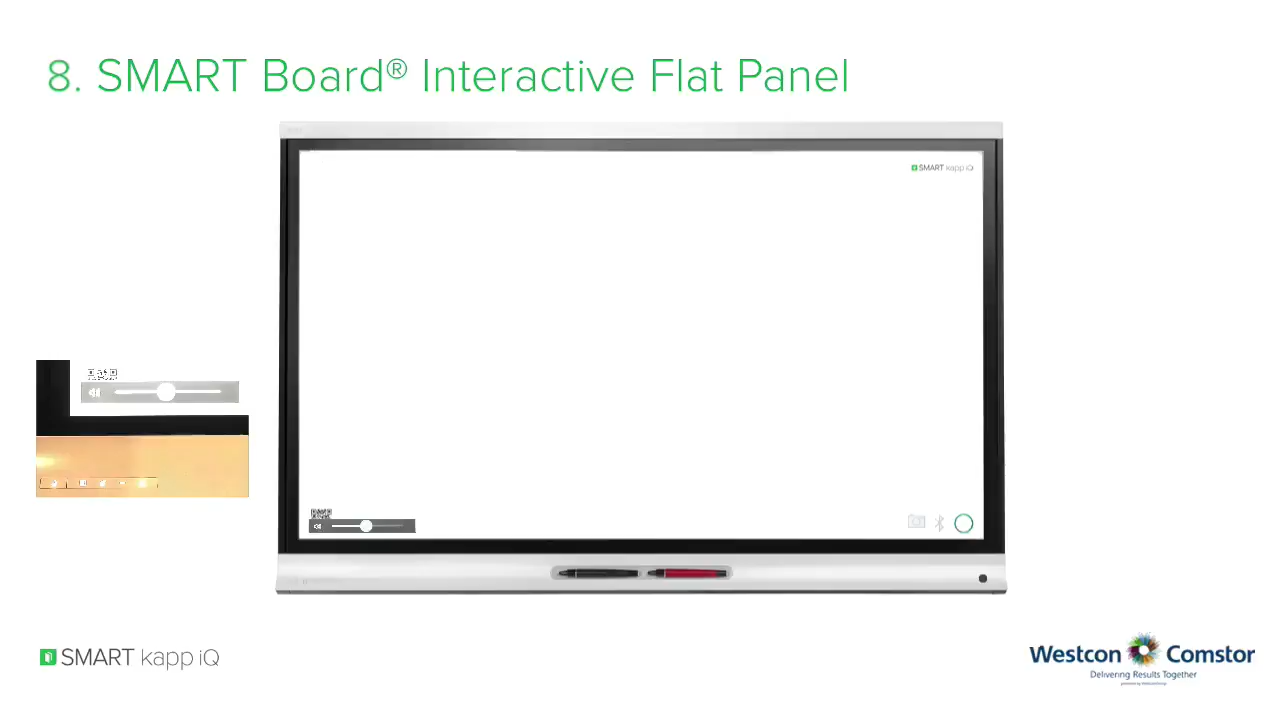 8. SMART Board® Interactive Flat Panel
SMART kapp iQ
SMART kapp iQ
Westcon Comstor
Delivering Results Together